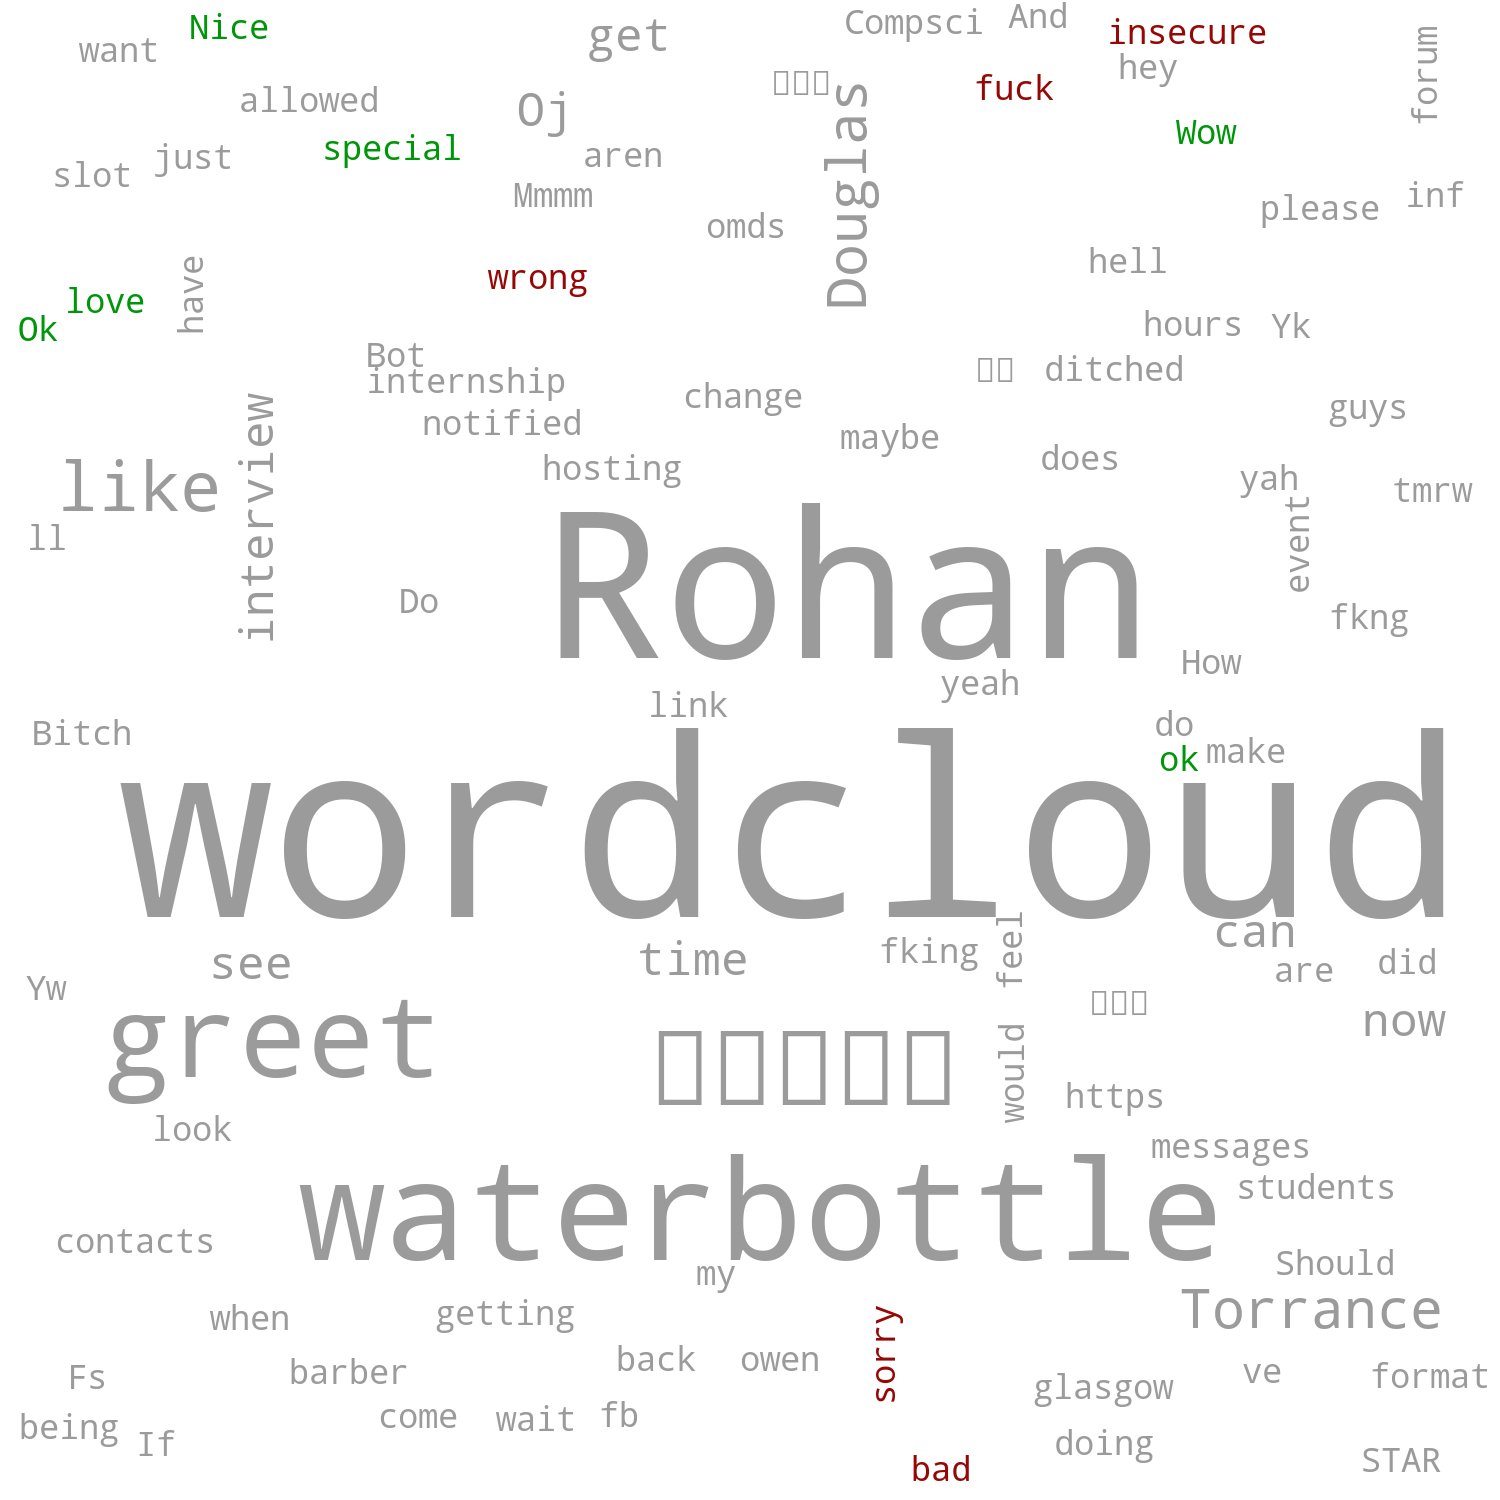 Nice
want
get
Compsci
And
insecure
hey
forum
allowed
Oj
fuck
Douglas
Wow
special
just
slot
aren
Mmmm
omds
please
inf
have
wrong
hell
love
Ok
hours
Yk
Bot
internship
ditched
change
notified
maybe
guys
interview
like
hosting
does
yah
tmrw
event
ll
Rohan
Do
fkng
How
yeah
link
Bitch
do
ok
make
wordcloud
see
time
fking
feel
can
are
did
Yw
greet
now
would
look
https
messages
waterbottle
students
contacts
my
Should
when
getting
sorry
Torrance
Fs
barber
back
owen
glasgow
ve
format
being
If
come
wait
fb
doing
bad
STAR